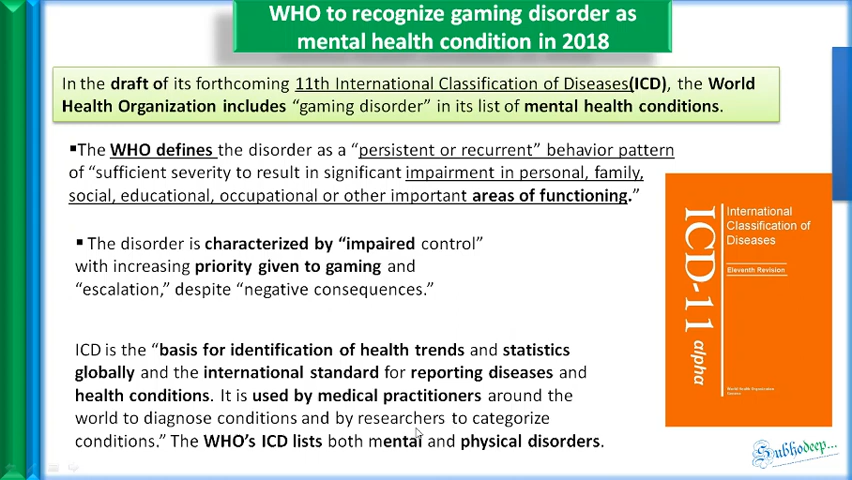 WHO to recognize gaming disorder as
mental health condition in 2018
In the draft of its forthcoming 11th International Classification of Diseases(ICD), the World
Health Organization includes “gaming disorder” in its list of mental health conditions.
▪The WHO defines the disorder as a “persistent or recurrent” behavior pattern
of “sufficient severity to result in significant impairment in personal, family,
social, educational, occupational or other important areas of functioning.”
▪ The disorder is characterized by “impaired control”
with increasing priority given to gaming and
“escalation,” despite “negative consequences.”
ICD is the “basis for identification of health trends and statistics
globally and the international standard for reporting diseases and
health conditions. It is used by medical practitioners around the
world to diagnose conditions and by researchers to categorize
conditions.” The WHO’s ICD lists both mental and physical disorders.
ICD-11 alpha
International
Classification of
Diseases
Eleventh Revision
World Health Organization
Subhodeep...